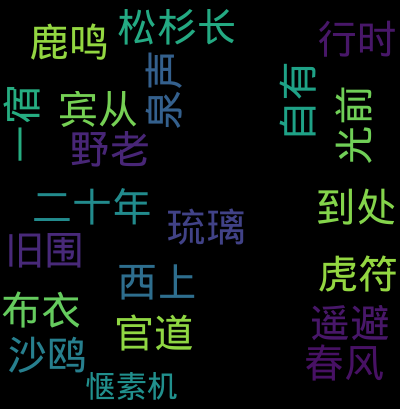 松杉长
鹿鸣
行时
泉声
自有
一宿
宾从
光前
野老
二十年
到处
琉璃
旧围
西上
虎符
布衣
官道
遥避
沙鸥
春风
惬素机